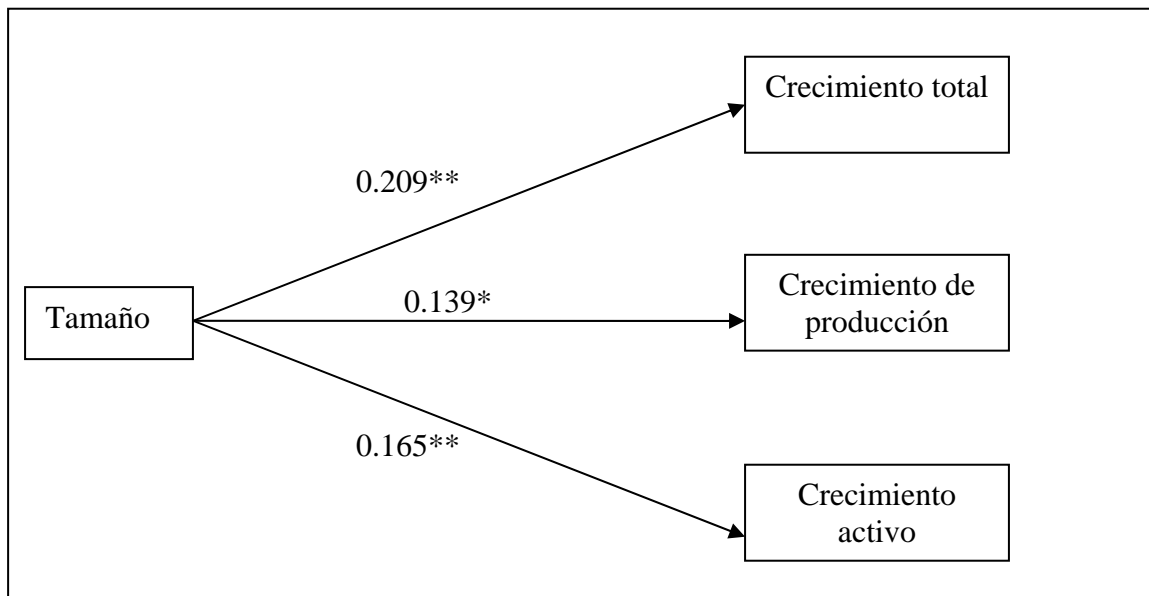 Crecimiento total
0.209**
Tamaño
0.139*
Crecimiento de
producción
0.165**
Crecimiento
activo